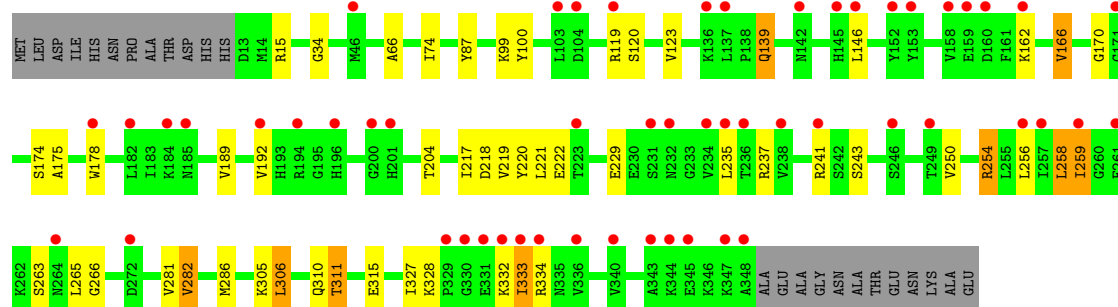 MET LEU ASP ILE HIS ASN PRO ALA THR ASP HIS HIS D13 M14 R15 G34 M46 A66 I74 Y87 K99 Y100 L103 D104 R119 S120 V123 K136 L137 P138 Q139 N142 H145 L146 Y152 Y153 V158 E159 D160 F161 K162 V166 G170 G171
S174 A175 W178 L182 I183 K184 N185 V189 V192 H193 R194 G195 H196 G200 H201 T204 I217 D218 V219 Y220 L221 E222 T223 E229 E230 S231 N232 G233 V234 L235 T236 R237 V238 R241 S242 S243 S246 T249 V250 R254 L255 L256 I257 L258 I259 G260 E261
K262 S263 N264 L265 G266 D272 V281 V282 M286 K305 L306 Q310 T311 E315 I327 K328 P329 G330 E331 K332 I333 R334 N335 V336 V340 A343 K344 E345 K346 K347 A348 ALA GLU ALA GLY ASN ALA THR GLU ASN LYS ALA GLU